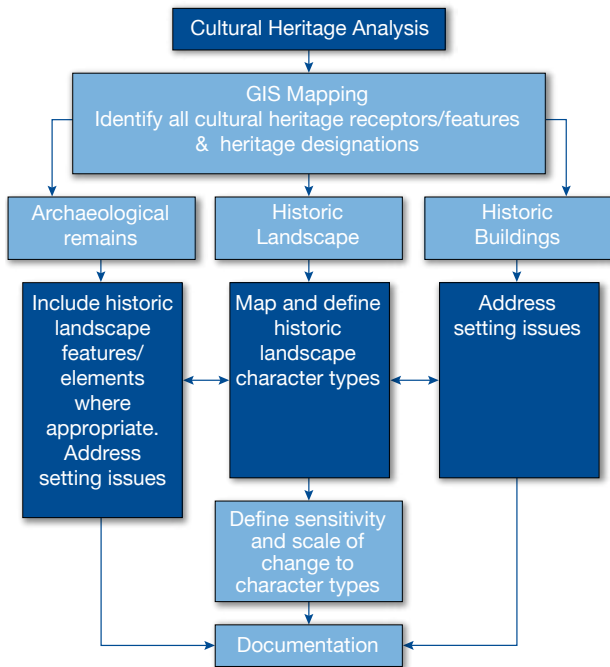 Cultural Heritage Analysis
GIS Mapping
Identify all cultural heritage receptors/features
& heritage designations
Archaeological
remains
Historic
Landscape
Historic
Buildings
Include historic
landscape
features/
elements
where
appropriate.
Address
setting issues
Map and define
historic
landscape
character types
Address
setting issues
Define sensitivity
and scale of
change to
character types
Documentation